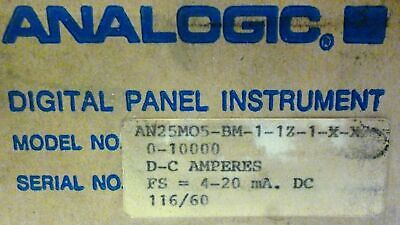 ANALOGIC®
DIGITAL PANEL INSTRUMENT
MODEL NO. AN25M05-BM-1-1Z-1-X-X
0-10000
D-C AMPERES
SERIAL NO. FS = 4-20 mA. DC
116/60